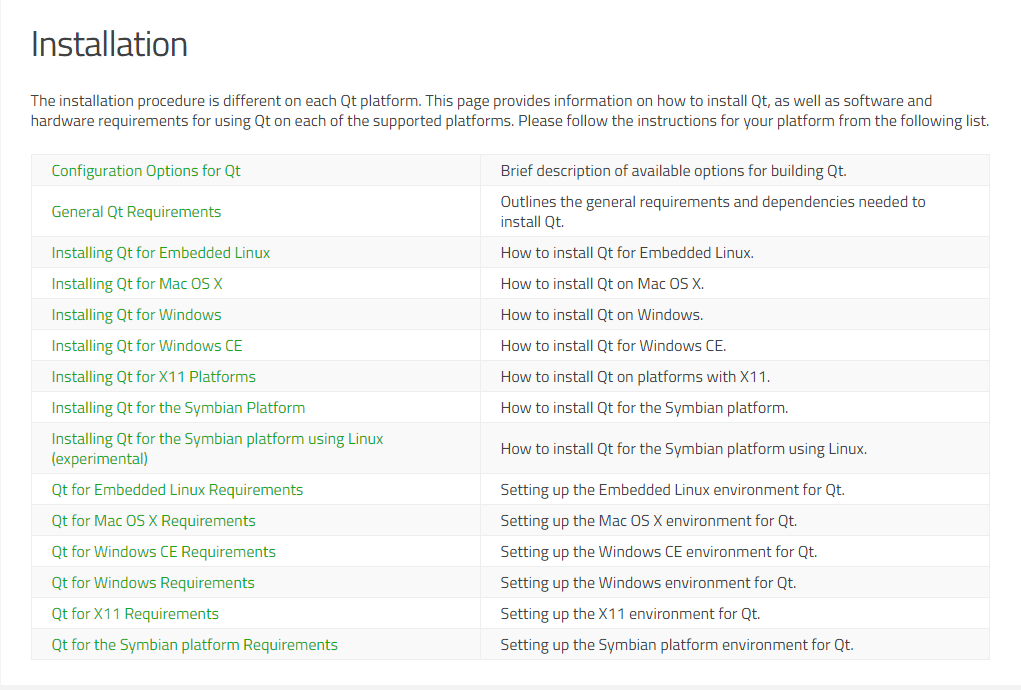 Installation
The installation procedure is different on each Qt platform. This page provides information on how to install Qt, as well as software and
hardware requirements for using Qt on each of the supported platforms. Please follow the instructions for your platform from the following list.
Configuration Options for Qt
Brief description of available options for building Qt.
General Qt Requirements
Outlines the general requirements and dependencies needed to
install Qt.
Installing Qt for Embedded Linux
How to install Qt for Embedded Linux.
Installing Qt for Mac OS X
How to install Qt on Mac OS X.
Installing Qt for Windows
How to install Qt on Windows.
Installing Qt for Windows CE
How to install Qt for Windows CE.
Installing Qt for X11 Platforms
How to install Qt on platforms with X11.
Installing Qt for the Symbian Platform
How to install Qt for the Symbian platform.
Installing Qt for the Symbian platform using Linux
(experimental)
How to install Qt for the Symbian platform using Linux.
Qt for Embedded Linux Requirements
Setting up the Embedded Linux environment for Qt.
Qt for Mac OS X Requirements
Setting up the Mac OS X environment for Qt.
Qt for Windows CE Requirements
Setting up the Windows CE environment for Qt.
Qt for Windows Requirements
Setting up the Windows environment for Qt.
Qt for X11 Requirements
Setting up the X11 environment for Qt.
Qt for the Symbian platform Requirements
Setting up the Symbian platform environment for Qt.